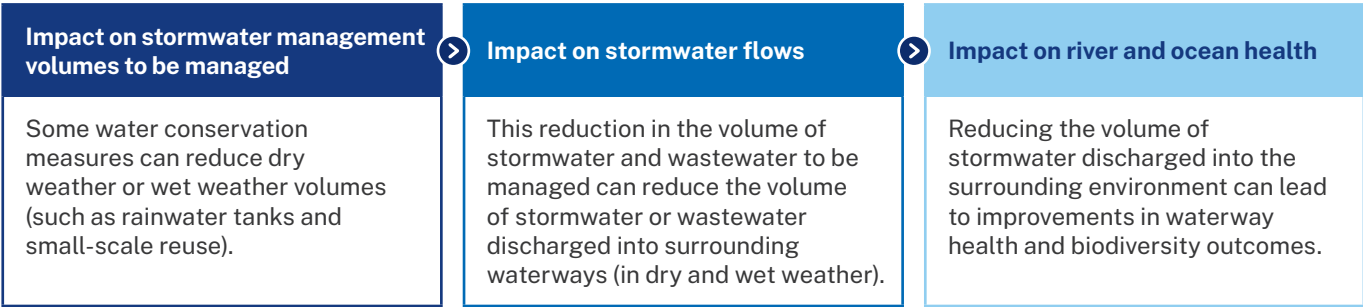 Impact on stormwater management
volumes to be managed
Some water conservation
measures can reduce dry
weather or wet weather volumes
(such as rainwater tanks and
small-scale reuse).
Impact on stormwater flows
This reduction in the volume of
stormwater and wastewater to be
managed can reduce the volume
of stormwater or wastewater
discharged into surrounding
waterways (in dry and wet weather).
Impact on river and ocean health
Reducing the volume of
stormwater discharged into the
surrounding environment can lead
to improvements in waterway
health and biodiversity outcomes.